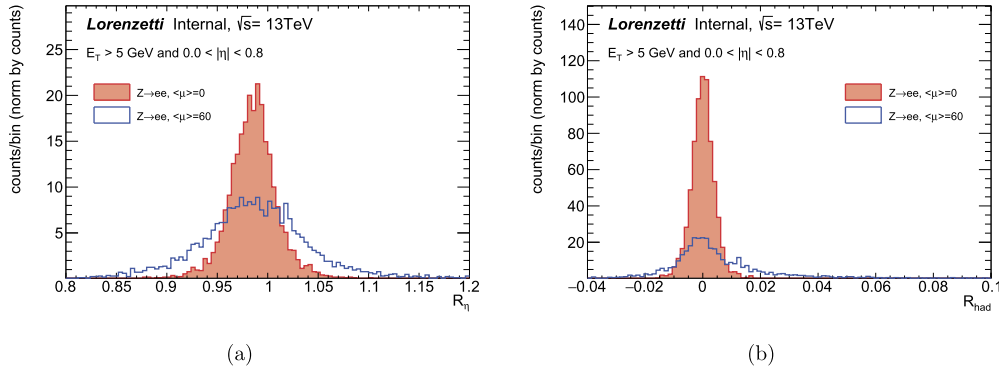 Lorenzetti Internal, √s= 13TeV
E_T > 5 GeV and 0.0 < |η| < 0.8
Z→ee, <μ>=0
Z→ee, <μ>=60
counts/bin (norm by counts)
25
20
15
10
5
0.8 0.85 0.9 0.95 1 1.05 1.1 1.15 1.2
R_η
(a)
Lorenzetti Internal, √s= 13TeV
E_T > 5 GeV and 0.0 < |η| < 0.8
Z→ee, <μ>=0
Z→ee, <μ>=60
counts/bin (norm by counts)
140
120
100
80
60
40
20
−0.04 −0.02 0 0.02 0.04 0.06 0.08 0.1
R_had
(b)